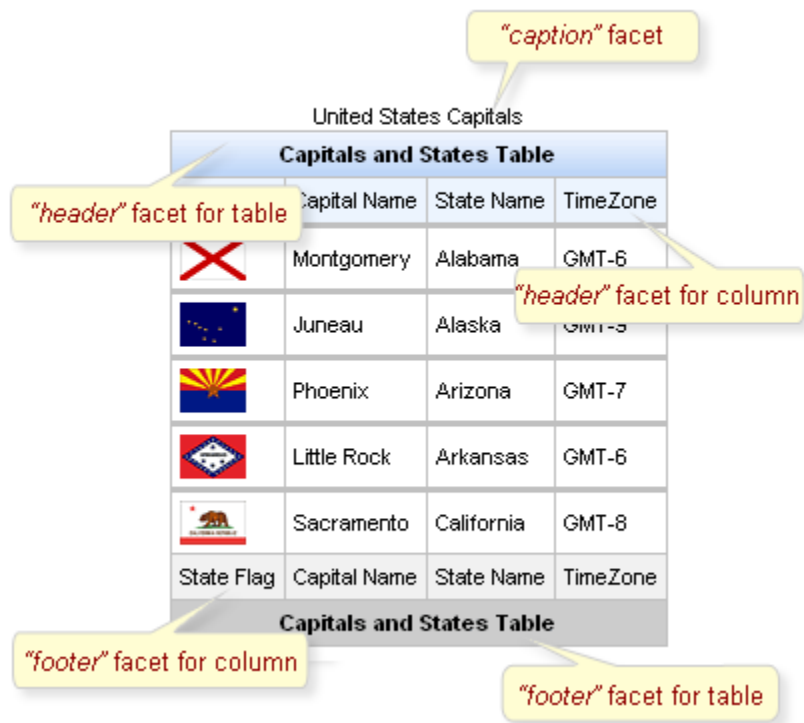 "caption" facet
United States Capitals
Capitals and States Table
"header" facet for table
Capital Name State Name TimeZone
Montgomery Alabama GMT-6
"header" facet for column
Juneau Alaska GMT-9
Phoenix Arizona GMT-7
Little Rock Arkansas GMT-6
Sacramento California GMT-8
State Flag Capital Name State Name TimeZone
Capitals and States Table
"footer" facet for column
"footer" facet for table